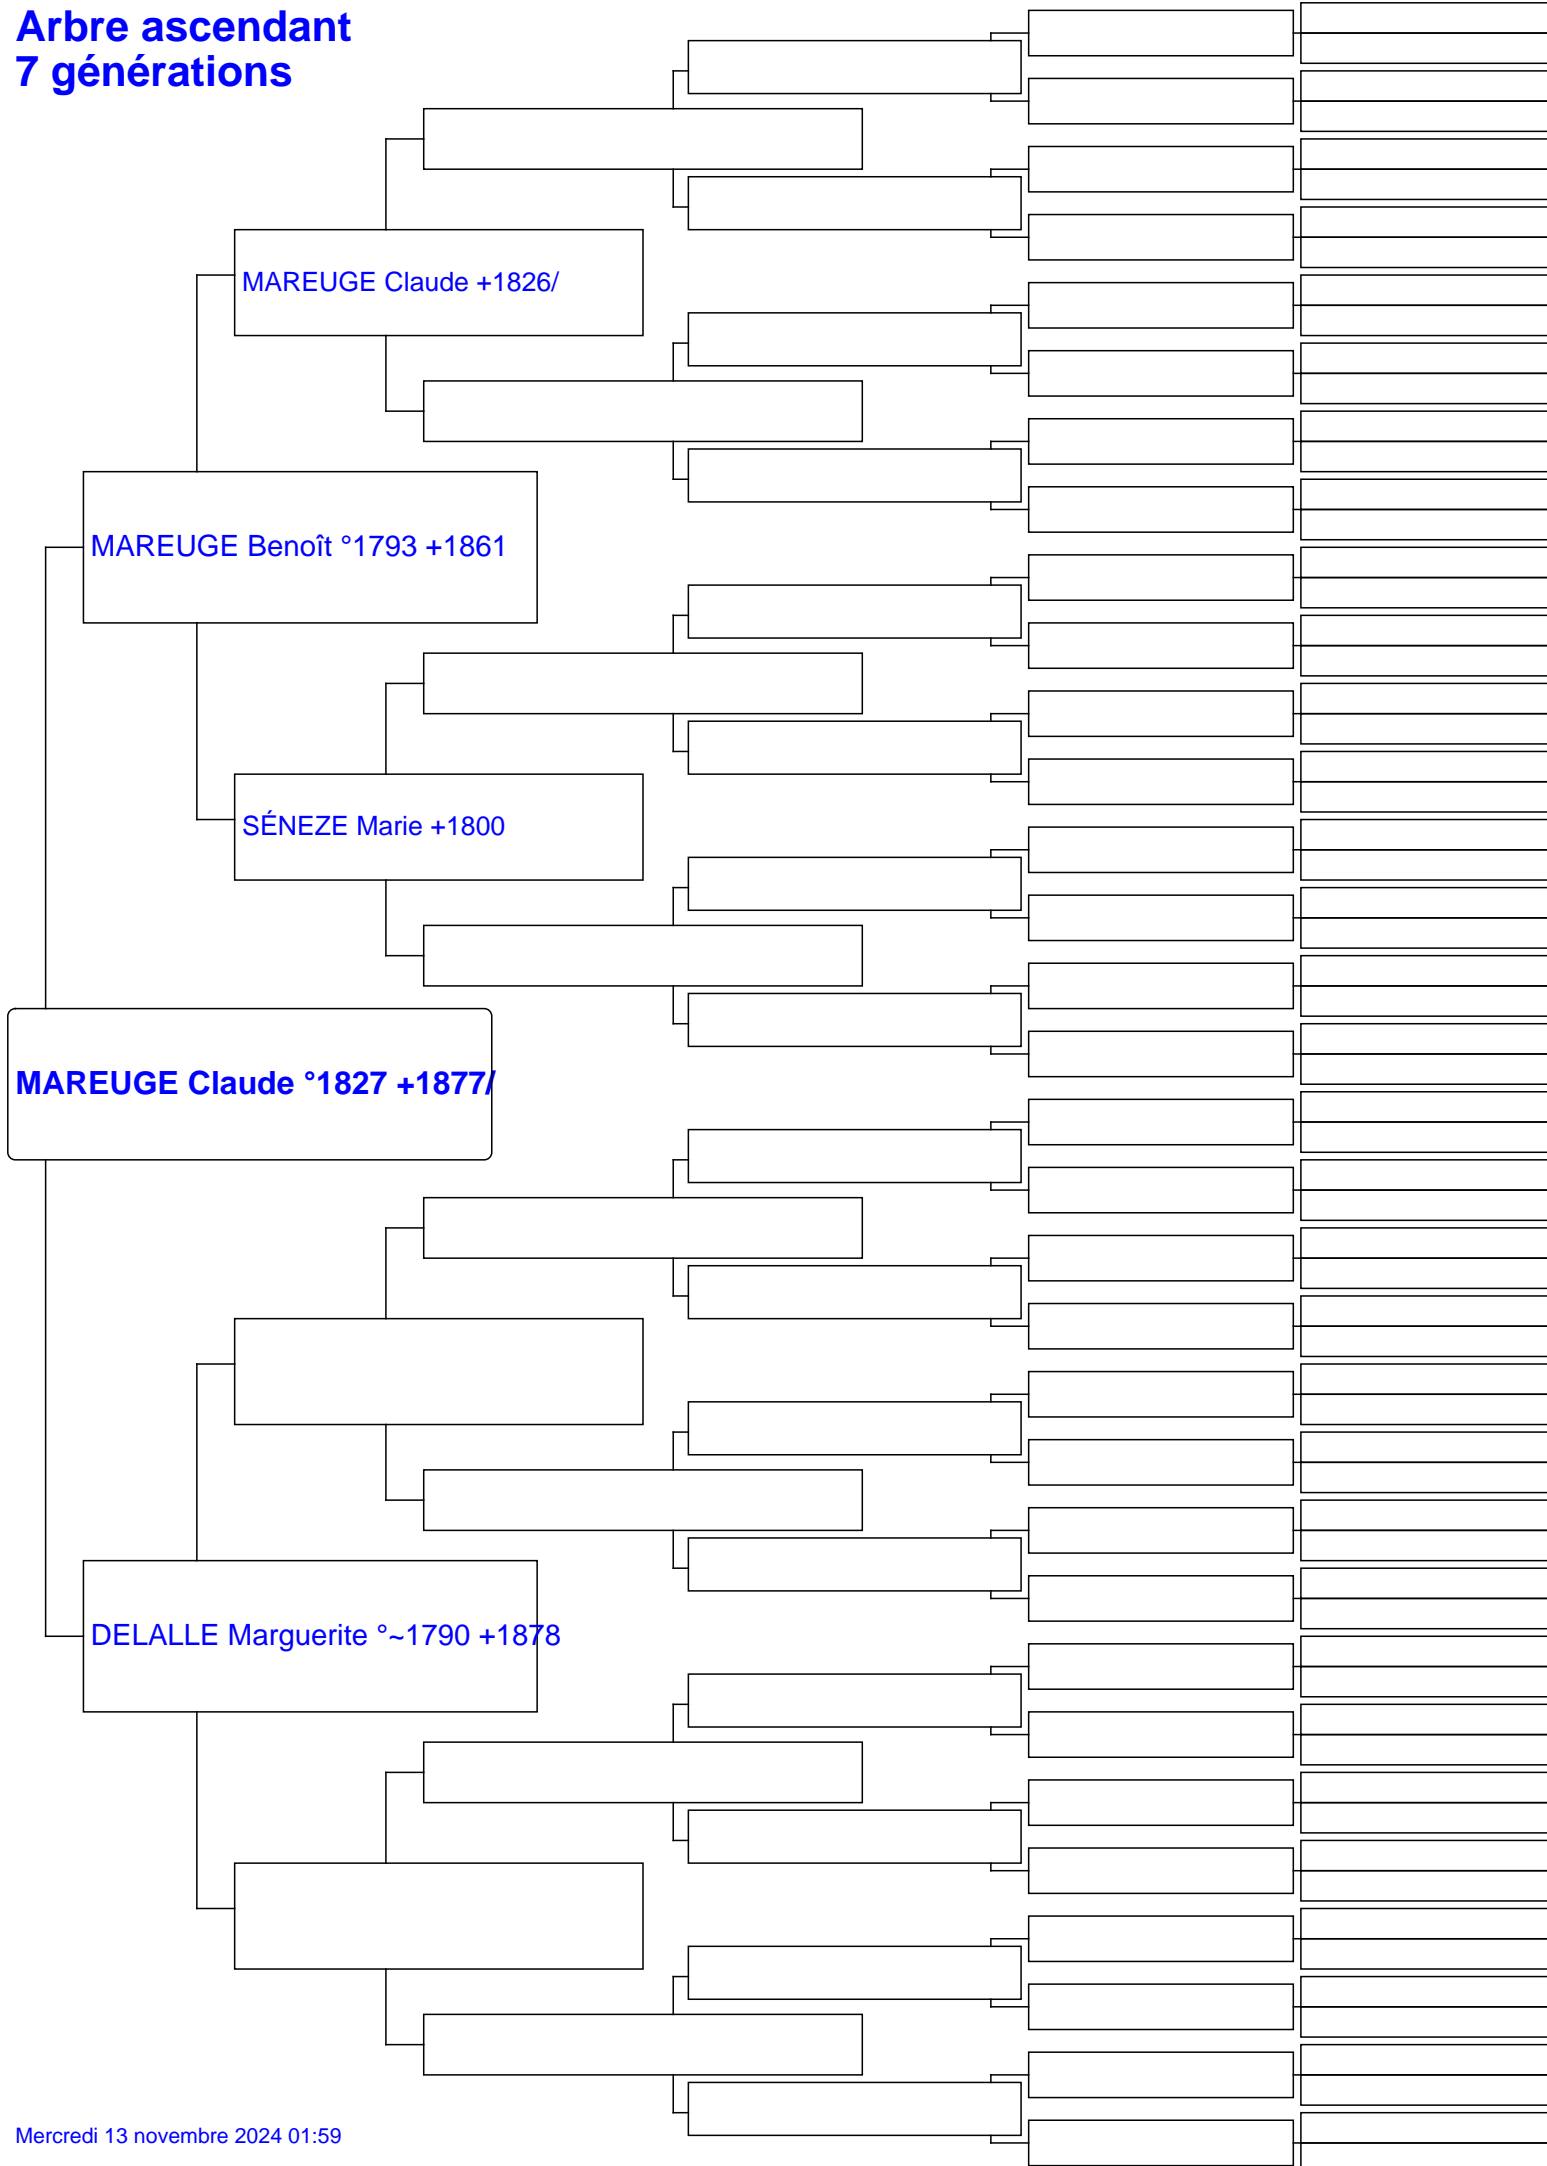 Arbre ascendant
7 générations
MAREUGE Claude +1826/
MAREUGE Benoît °1793 +1861
SÉNEZE Marie +1800
MAREUGE Claude °1827 +1877/
DELALLE Marguerite °~1790 +1878
Mercredi 13 novembre 2024 01:59